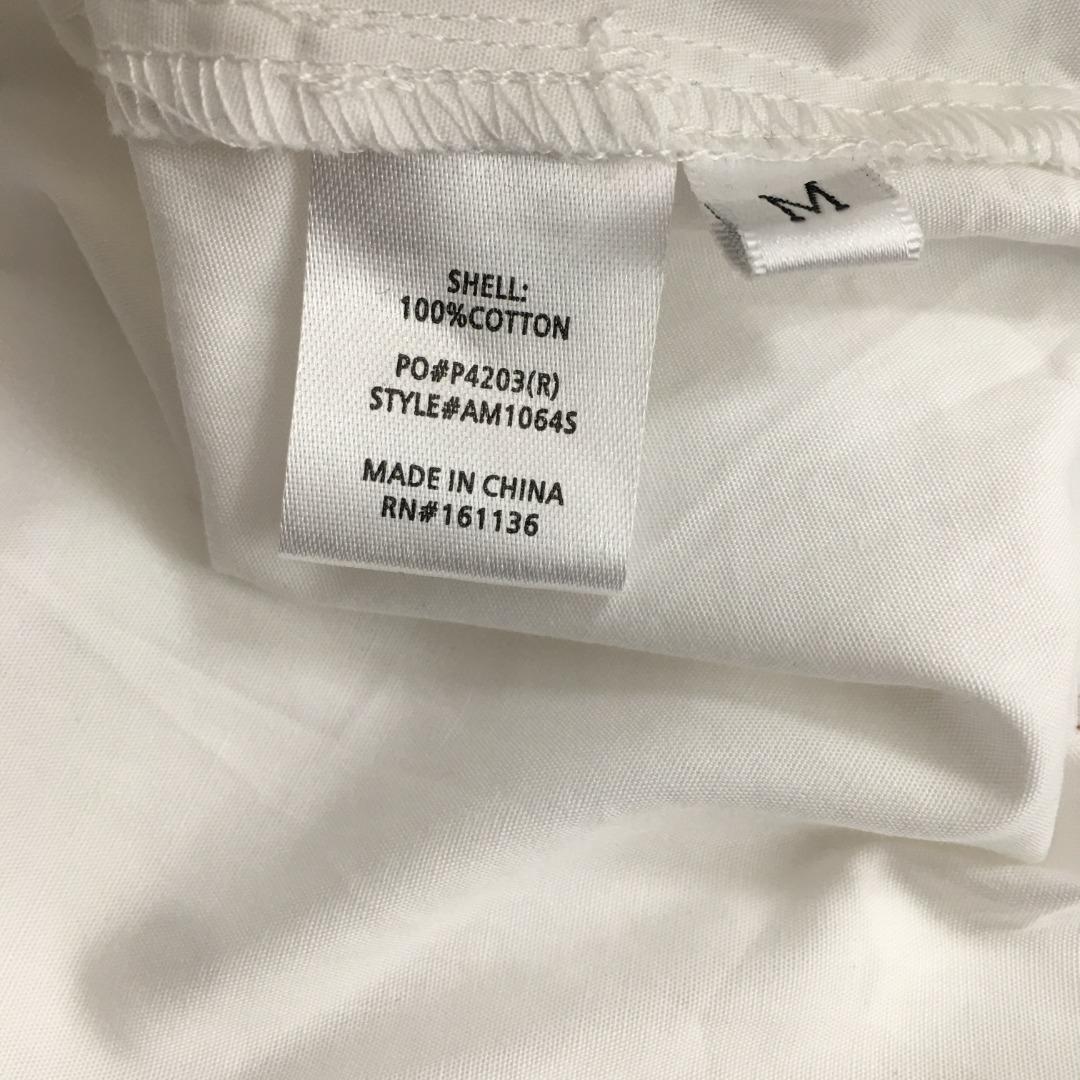 M
SHELL:
100%COTTON
PO#P4203(R)
STYLE#AM1064S
MADE IN CHINA
RN#161136